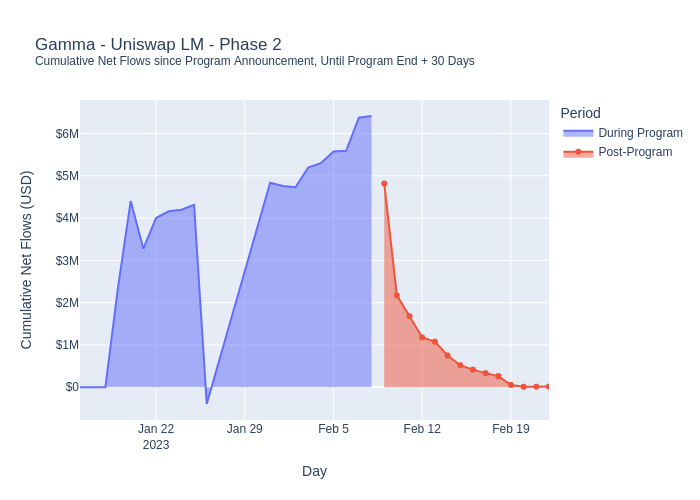 Gamma - Uniswap LM - Phase 2
Cumulative Net Flows since Program Announcement, Until Program End + 30 Days
Period
During Program
Post-Program
Cumulative Net Flows (USD)
$6M
$5M
$4M
$3M
$2M
$1M
$0
Jan 22
2023
Jan 29
Feb 5
Feb 12
Feb 19
Day